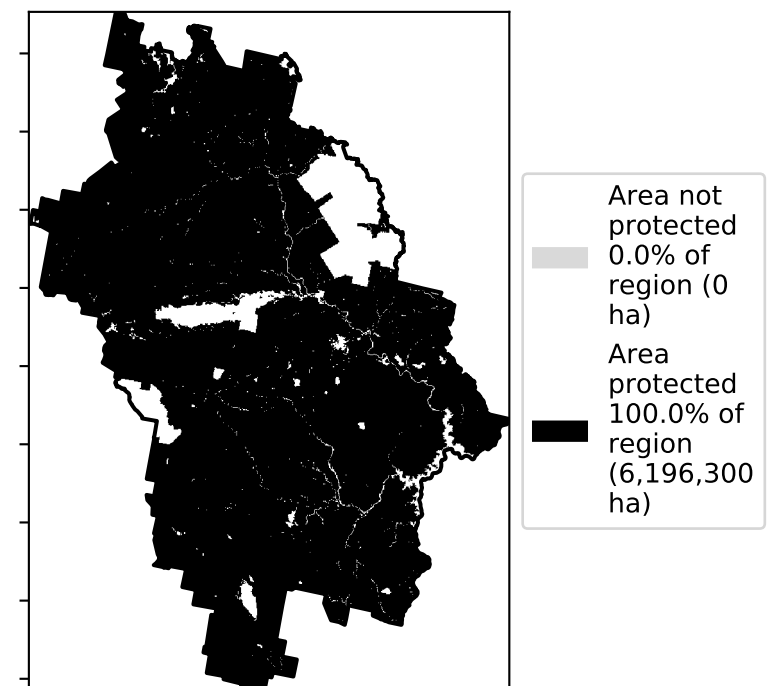 Area not
protected
0.0% of
region (0
ha)
Area
protected
100.0% of
region
(6,196,300
ha)